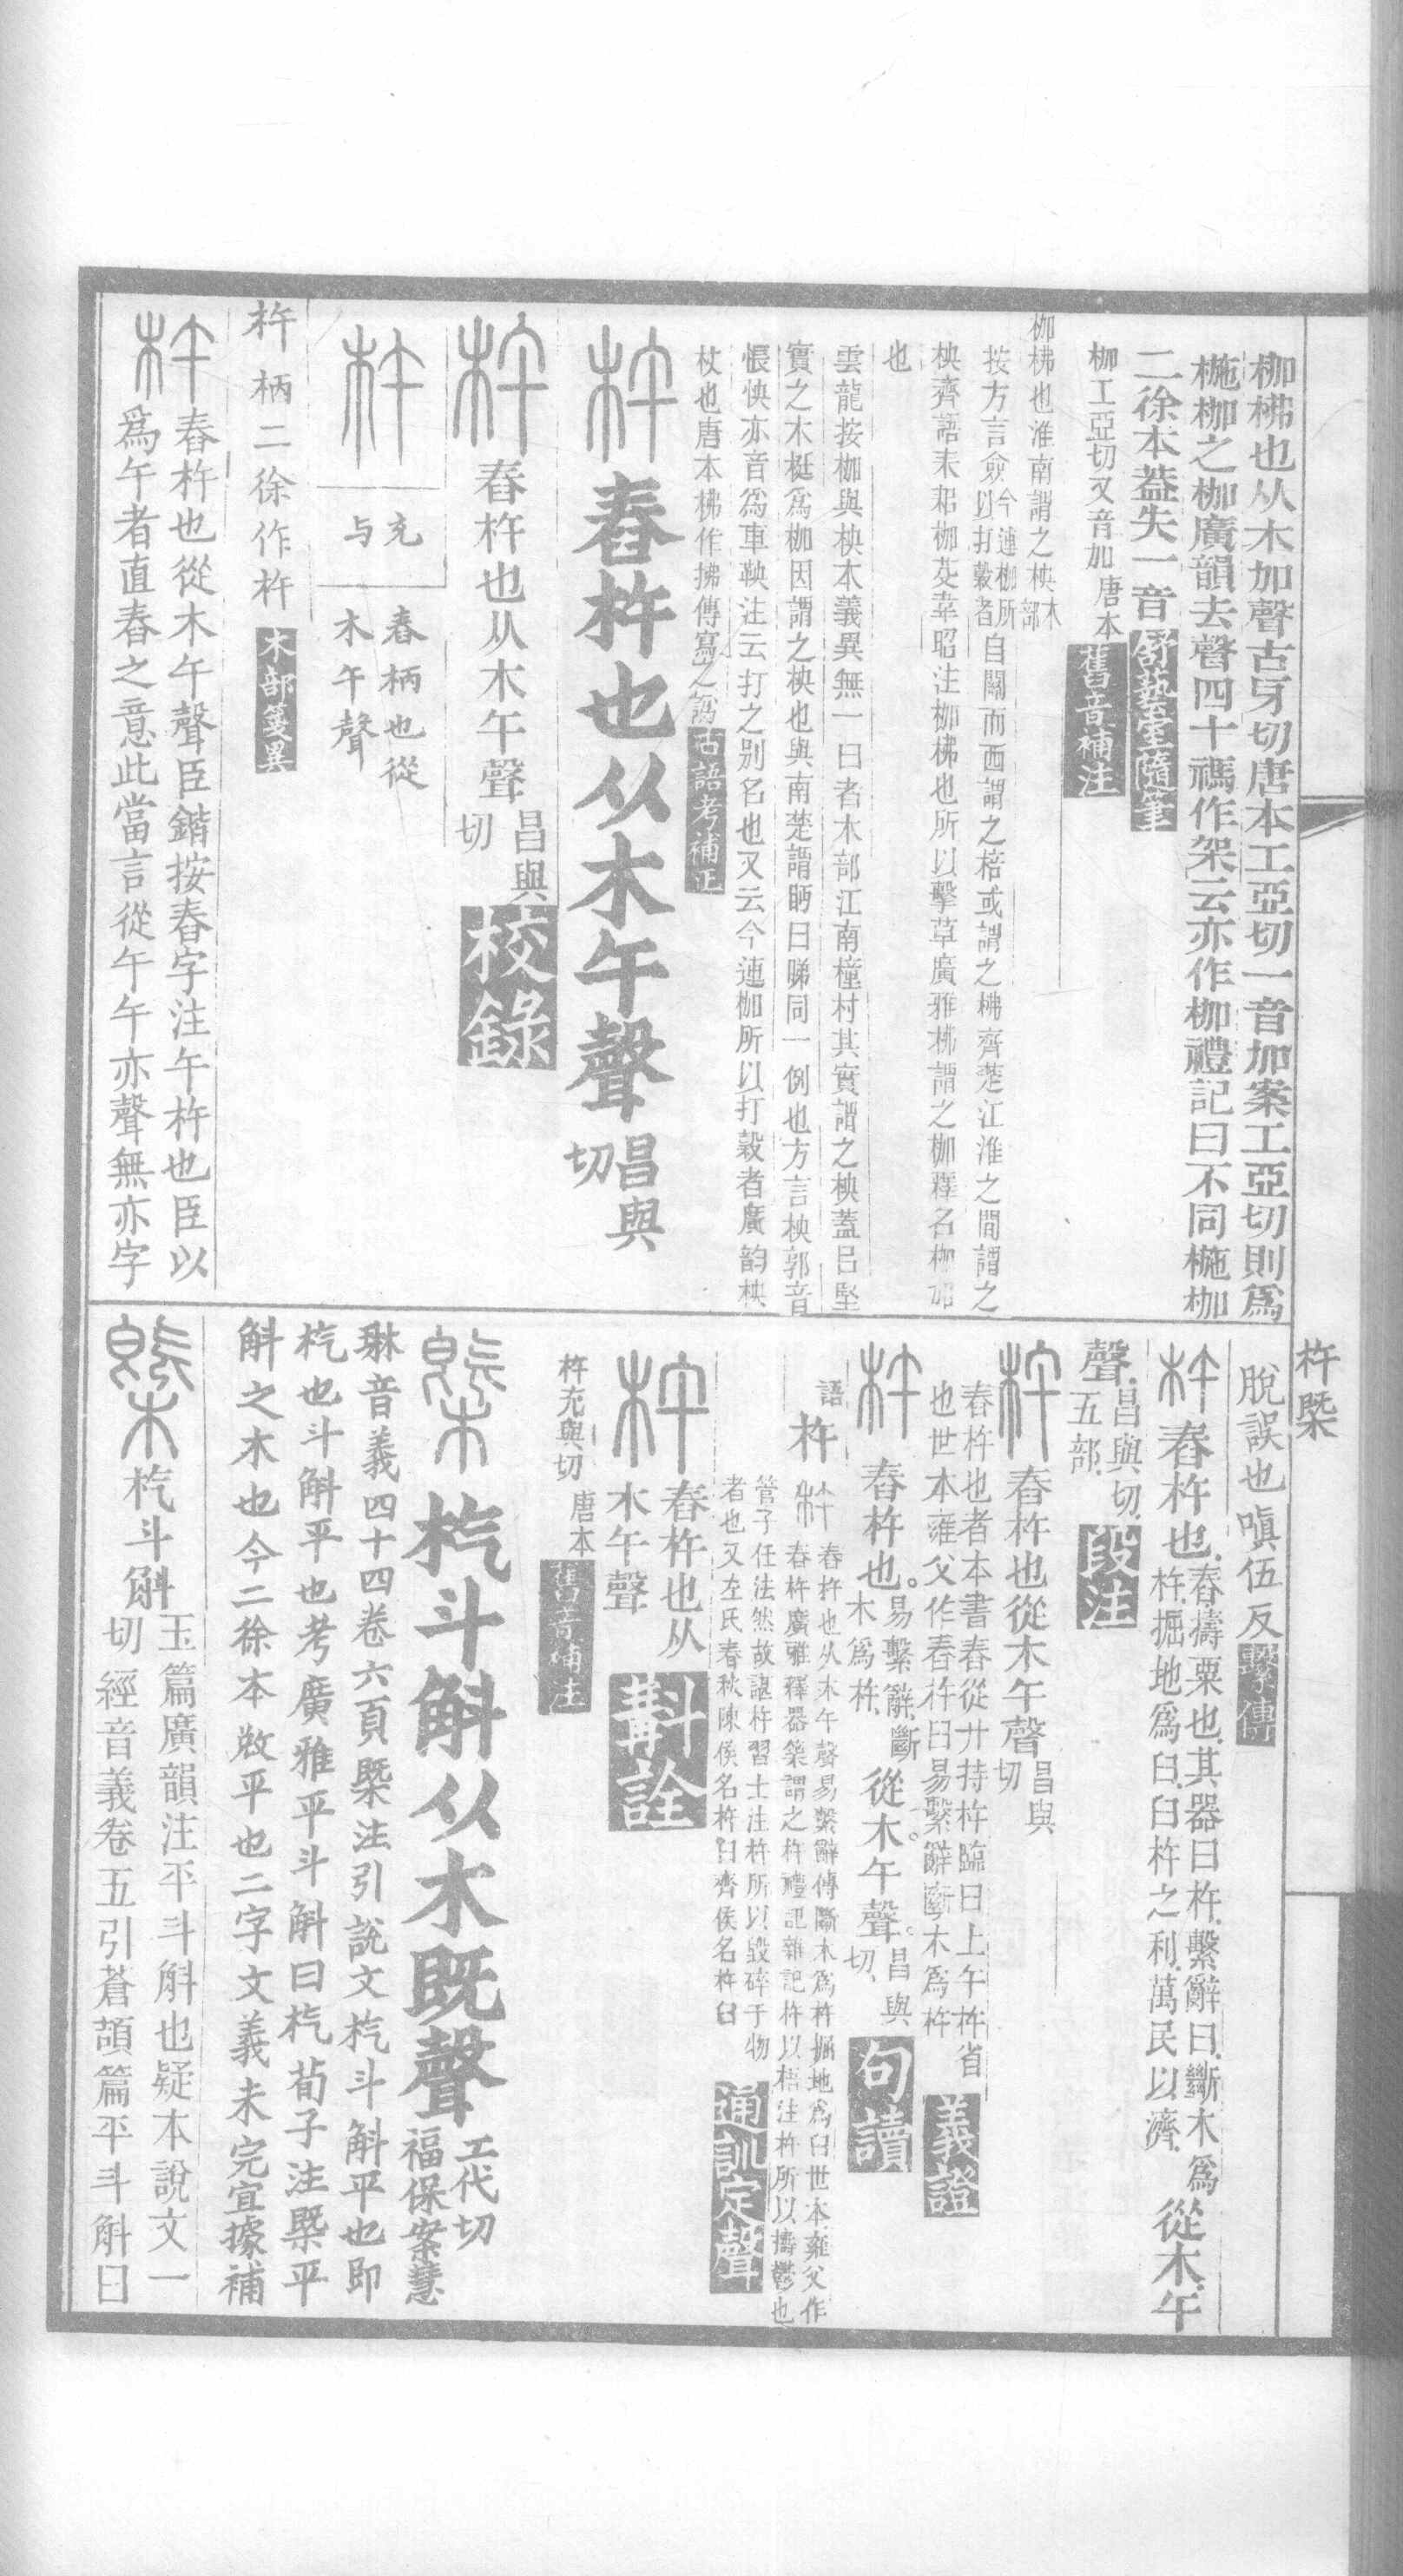 枷柫也从木加聲古牙切唐本工亞切一音加案工亞切則爲
㮛枷之枷廣韻去聲四十禡作架云亦作枷禮記曰不同㮛枷
二徐本蓋失一音舒藝室隨筆
枷工亞切又音加唐本舊音補注
枷柫也淮南謂之柍木部
按方言僉今連枷所以打穀者自關而西謂之棓或謂之柫齊楚江淮之間謂之
柍齊語耒耜枷芟韋昭注枷柫也所以擊草廣雅柫謂之枷釋名枷加
也
雲龍按枷與柍本義異無一曰者木部江南橦材其實謂之柍蓋㠯堅
實之木梃爲枷因謂之柍也與南楚謂眄曰睇同一例也方言柍郭音
悵怏亦音爲車鞅注云打之别名也又云今連枷所以打穀者廣韵柍
杖也唐本柫作拂傳寫之譌古語考補正
杵舂杵也从木午聲昌與切
杵舂杵也从木午聲昌與切校錄
杵充与舂柄也從木午聲
杵柄二徐作杵木部箋異
杵舂杵也從木午聲臣鍇按舂字注午杵也臣以
爲午者直舂之意此當言從午午亦聲無亦字
杵槩
脫誤也嗔伍反繫傳
杵舂杵也舂擣粟也其器曰杵繫辭曰斷木爲杵掘地爲臼臼杵之利萬民以濟從木午
聲昌與切五部段注
杵舂杵也從木午聲昌與切
舂杵也者本書舂從廾持杵臨臼上午杵省
也世本雍父作舂杵臼易繫辭斷木爲杵義證
杵舂杵也易繫辭斷木爲杵從木午聲昌與切句讀
語
杵舂杵也从木午聲易繫辭傳斷木爲杵掘地爲臼世本雍父作
舂杵廣雅釋器築謂之杵禮記雜記杵以梧注杵所以擣鬱也
管子任法然故諶杵習士注杵所以毀碎于物
者也又左氏春秋陳侯名杵臼齊侯名杵臼通訓定聲
杵舂杵也从木午聲斠詮
杵充與切唐本舊音補注
槩杚斗斛从木既聲工代切福保案慧
琳音義四十四卷六頁槩注引說文杚斗斛平也即
杚也斗斛平也考廣雅平斗斛曰杚荀子注槩平
斛之木也今二徐本敚平也二字文義未完宜據補
槩杚斗斛玉篇廣韻注平斗斛也疑本說文一
切經音義卷五引蒼頡篇平斗斛曰